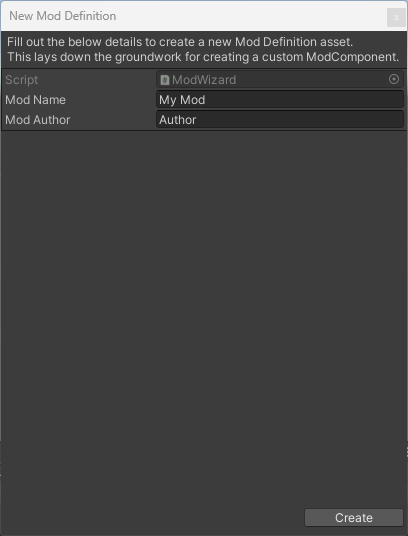 New Mod Definition
x
Fill out the below details to create a new Mod Definition asset.
This lays down the groundwork for creating a custom ModComponent.
Script
ModWizard
Mod Name
My Mod
Mod Author
Author
Create